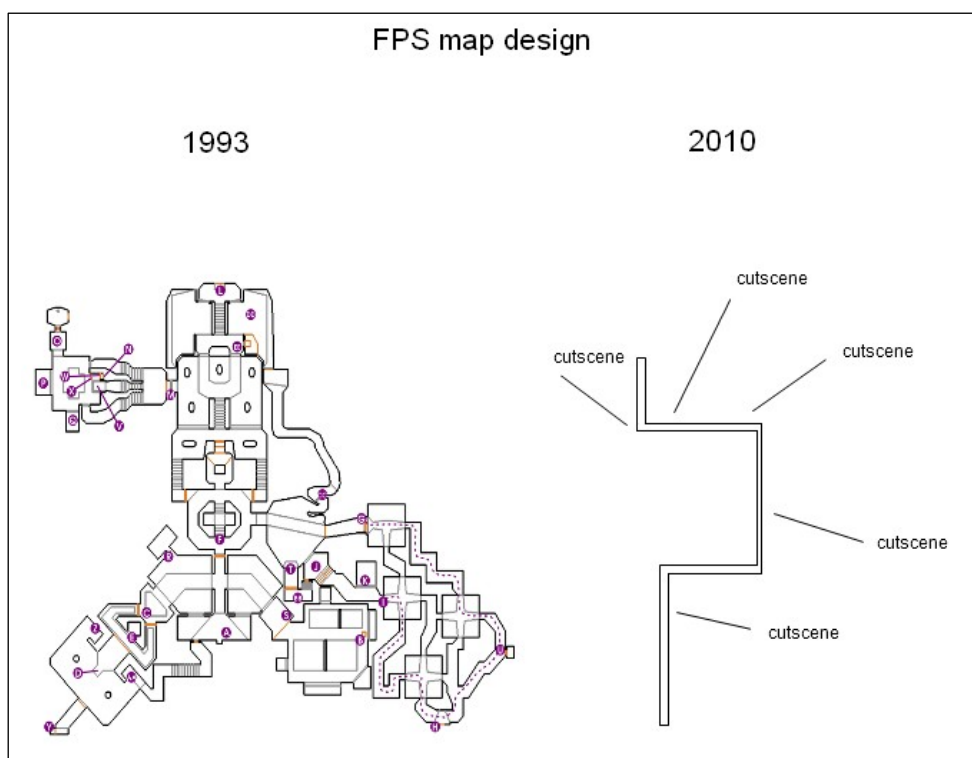 FPS map design
1993
2010
cutscene
cutscene
cutscene
cutscene
cutscene
L
O
N
P
W
X
V
M
F
G
R
T
J
K
I
C
S
A
Z
E
D
U
Y
H